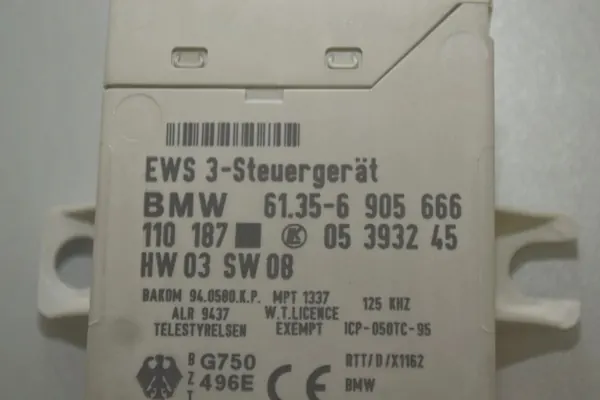 EWS 3-Steuergerät
BMW 61.35-6 905 666
110 187 K 05 3932 45
HW 03 SW 08
BAKOM 94.0580.K.P. MPT 1337 125 KHZ
ALR 9437 W.T.LICENCE
TELESTYRELSEN EXEMPT ICP-050TC-95
BZT G750 RTT/D/X1162
496E CE BMW